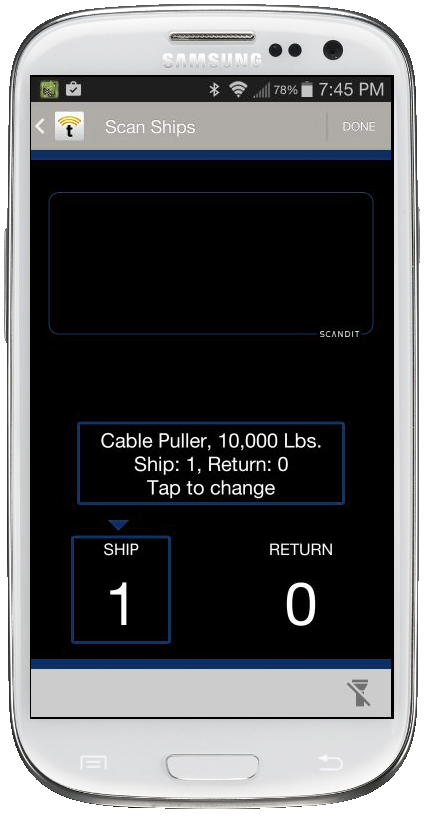 SAMSUNG
78% 7:45 PM
t Scan Ships DONE
SCANDIT
Cable Puller, 10,000 Lbs.
Ship: 1, Return: 0
Tap to change
SHIP RETURN
1 0